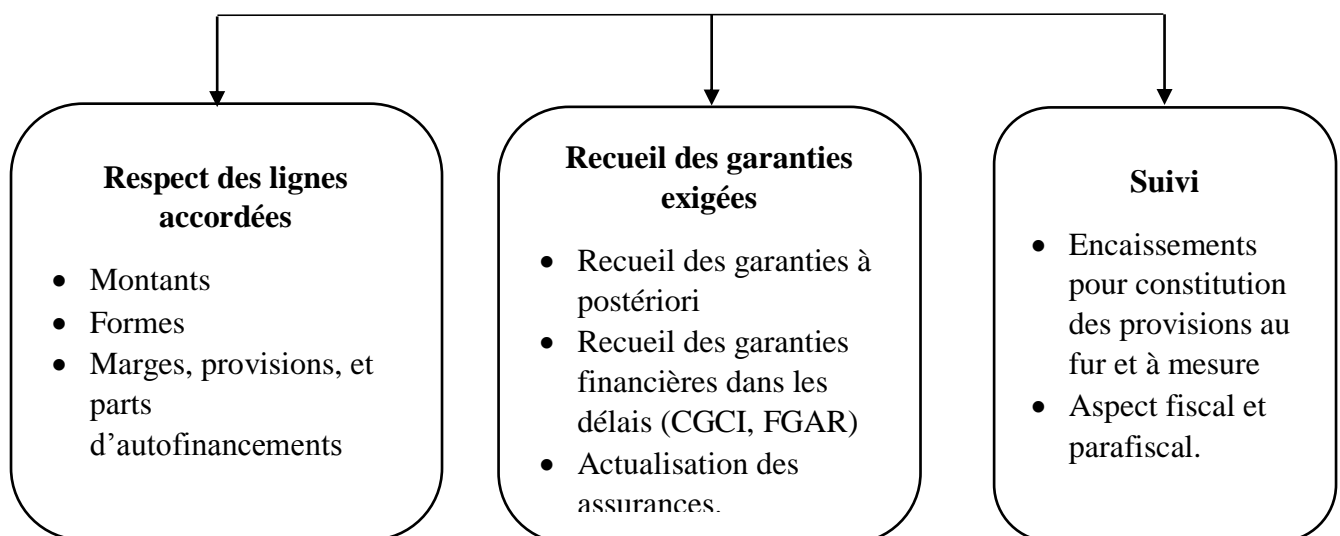 Respect des lignes
accordées
• Montants
• Formes
• Marges, provisions, et
parts
d’autofinancements
Recueil des garanties
exigées
• Recueil des garanties à
postériori
• Recueil des garanties
financières dans les
délais (CGCI, FGAR)
• Actualisation des
assurances.
Suivi
• Encaissements
pour constitution
des provisions au
fur et à mesure
• Aspect fiscal et
parafiscal.